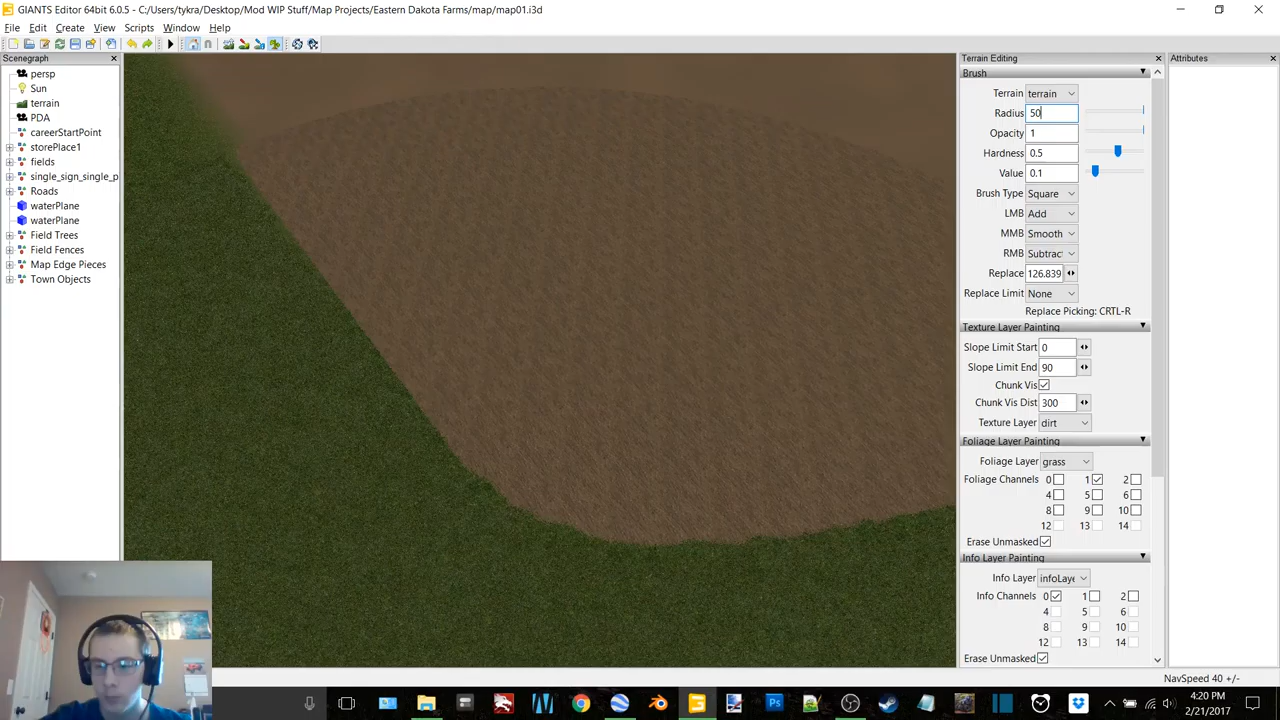 GIANTS Editor 64bit 6.0.5 - C:/Users/tykra/Desktop/Mod WIP Stuff/Map Projects/Eastern Dakota Farms/map/map01.i3d
File Edit Create View Scripts Window Help
Scenegraph
persp
Sun
terrain
PDA
careerStartPoint
storePlace1
fields
single_sign_single_p
Roads
waterPlane
waterPlane
Field Trees
Field Fences
Map Edge Pieces
Town Objects
Terrain Editing
Brush
Terrain terrain
Radius 50
Opacity 1
Hardness 0.5
Value 0.1
Brush Type Square
LMB Add
MMB Smooth
RMB Subtrac
Replace 126.839
Replace Limit None
Replace Picking: CRTL-R
Texture Layer Painting
Slope Limit Start 0
Slope Limit End 90
Chunk Vis
Chunk Vis Dist 300
Texture Layer dirt
Foliage Layer Painting
Foliage Layer grass
Foliage Channels 0 1 2
4 5 6
8 9 10
12 13 14
Erase Unmasked
Info Layer Painting
Info Layer infoLaye
Info Channels 0 1 2
4 5 6
8 9 10
12 13 14
Erase Unmasked
Attributes
NavSpeed 40 +/-
4:20 PM
2/21/2017